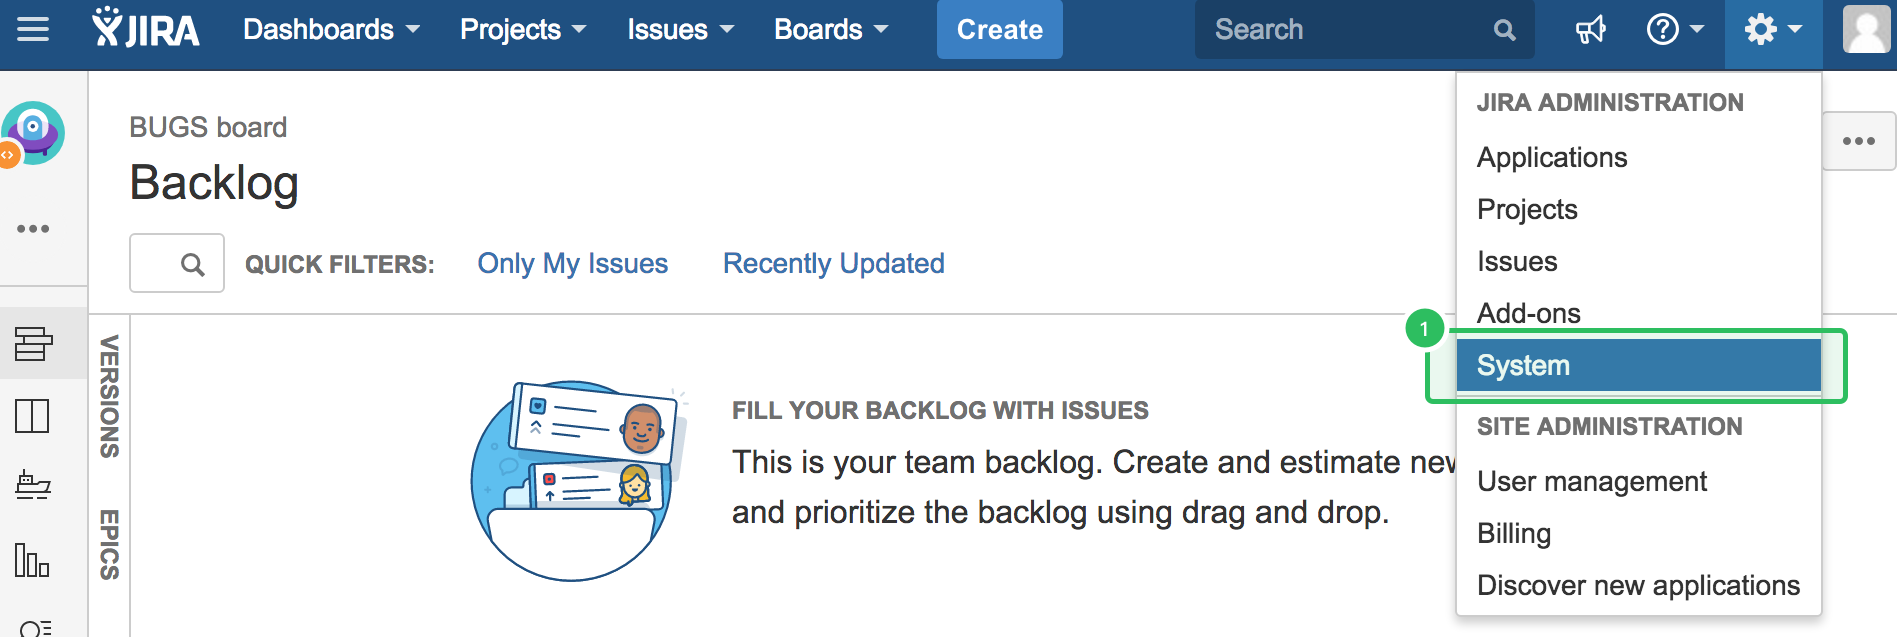 JIRA Dashboards Projects Issues Boards Create Search ?
JIRA ADMINISTRATION
Applications
Projects
Issues
Add-ons
1
System
SITE ADMINISTRATION
User management
Billing
Discover new applications
BUGS board
Backlog
QUICK FILTERS: Only My Issues Recently Updated
VERSIONS
EPICS
FILL YOUR BACKLOG WITH ISSUES
This is your team backlog. Create and estimate new
and prioritize the backlog using drag and drop.